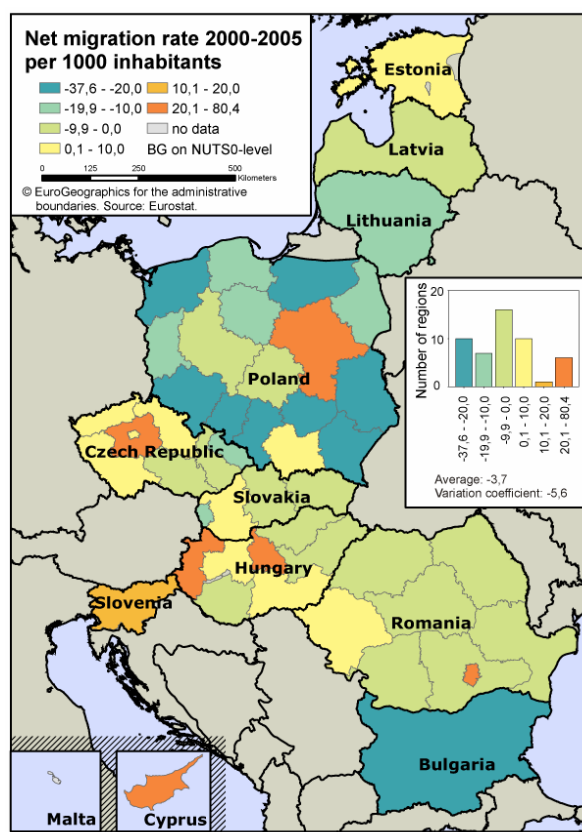 Net migration rate 2000-2005
per 1000 inhabitants
-37,6 - -20,0
10,1 - 20,0
-19,9 - -10,0
20,1 - 80,4
-9,9 - 0,0
no data
0,1 - 10,0
BG on NUTS0-level
0 125 250 500
Kilometers
© EuroGeographics for the administrative
boundaries. Source: Eurostat.
Estonia
Latvia
Lithuania
Poland
Czech Republic
Slovakia
Hungary
Slovenia
Romania
Bulgaria
Malta
Cyprus
Number of regions
20
10
0
-37,6 - -20,0
-19,9 - -10,0
-9,9 - 0,0
0,1 - 10,0
10,1 - 20,0
20,1 - 80,4
Average: -3,7
Variation coefficient: -5,6